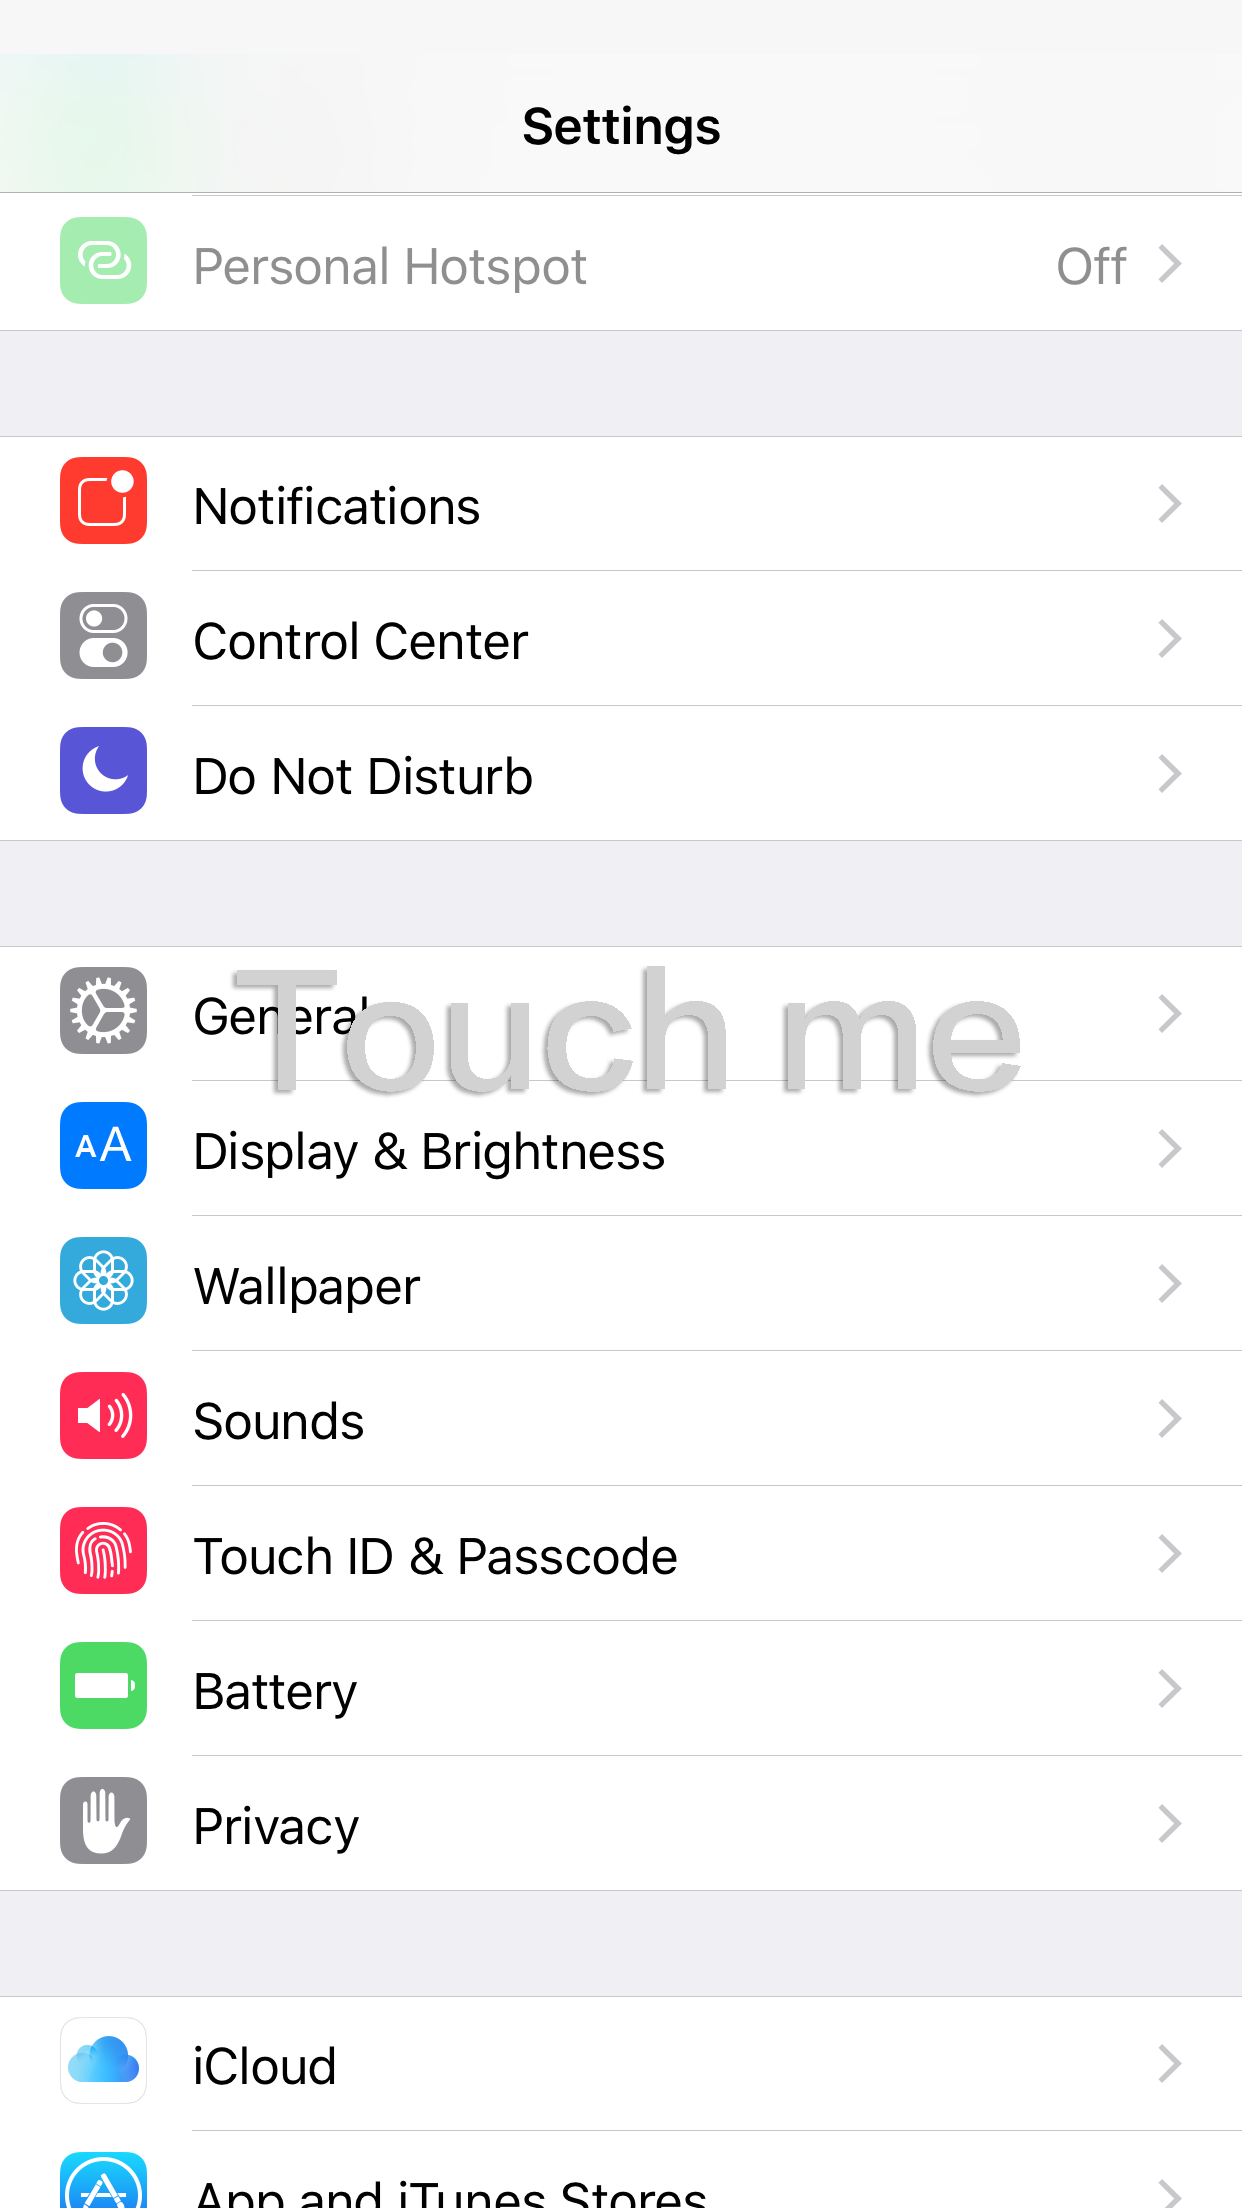 Settings
Personal Hotspot Off
Notifications
Control Center
Do Not Disturb
General
Touch me
AA Display & Brightness
Wallpaper
Sounds
Touch ID & Passcode
Battery
Privacy
iCloud
App and iTunes Stores